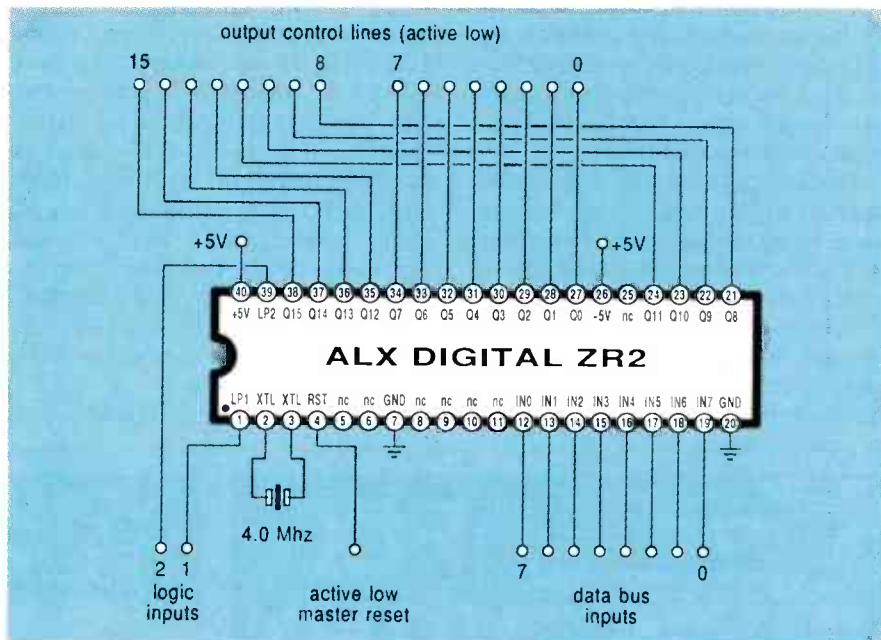 output control lines (active low)
15 8 7 0
+5V +5V
40 39 38 37 36 35 34 33 32 31 30 29 28 27 26 25 24 23 22 21
+5V LP2 Q15 Q14 Q13 Q12 Q7 Q6 Q5 Q4 Q3 Q2 Q1 Q0 -5V nc Q11 Q10 Q9 Q8
ALX DIGITAL ZR2
LP1 XTL XTL RST nc nc GND nc nc nc nc IN0 IN1 IN2 IN3 IN4 IN5 IN6 IN7 GND
1 2 3 4 5 6 7 8 9 10 11 12 13 14 15 16 17 18 19 20
4.0 Mhz
2 1 7 0
logic active low data bus
inputs master reset inputs